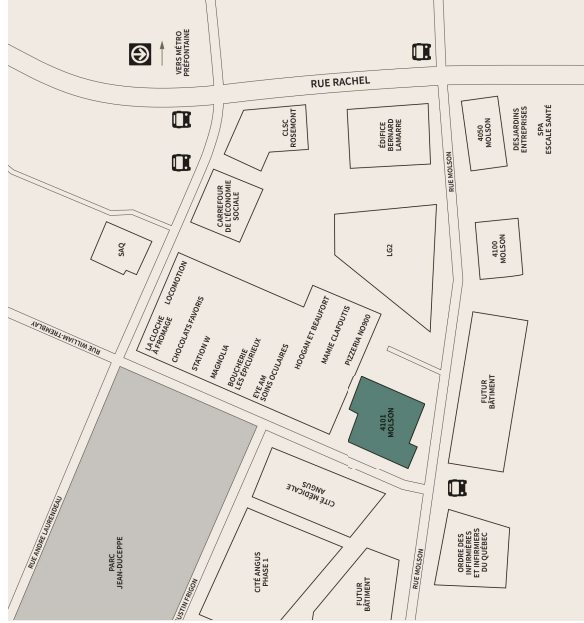 VERS MÉTRO
PRÉFONTAINE
RUE RACHEL
CLSC
ROSEMONT
ÉDIFICE
BERNARD
LAMARRE
4050
MOLSON
DESJARDINS
ENTREPRISES
SPA
ESCALE SANTÉ
RUE MOLSON
CARREFOUR
DE L'ÉCONOMIE
SOCIALE
SAQ
LG2
4100
MOLSON
RUE WILLIAM-TREMBLAY
LA CLOCHE
À FROMAGE
LOCOMOTION
CHOCOLATS FAVORIS
STATION W
MAGNOLIA
BOUCHERIE
LES ÉPICURIEUX
EYE AM
SOINS OCULAIRES
HOOGAN ET BEAUFORT
MAMIE CLAFOUTIS
PIZZERIA NO900
4101
MOLSON
FUTUR
BÂTIMENT
CITÉ MÉDICALE
ANGUS
RUE ANDRÉ LAURENDEAU
PARC
JEAN-DUCEPPE
USTIN FRIGON
CITÉ ANGUS
PHASE 1
FUTUR
BÂTIMENT
RUE MOLSON
ORDRE DES
INFIRMIÈRES
ET INFIRMIERS
DU QUÉBEC